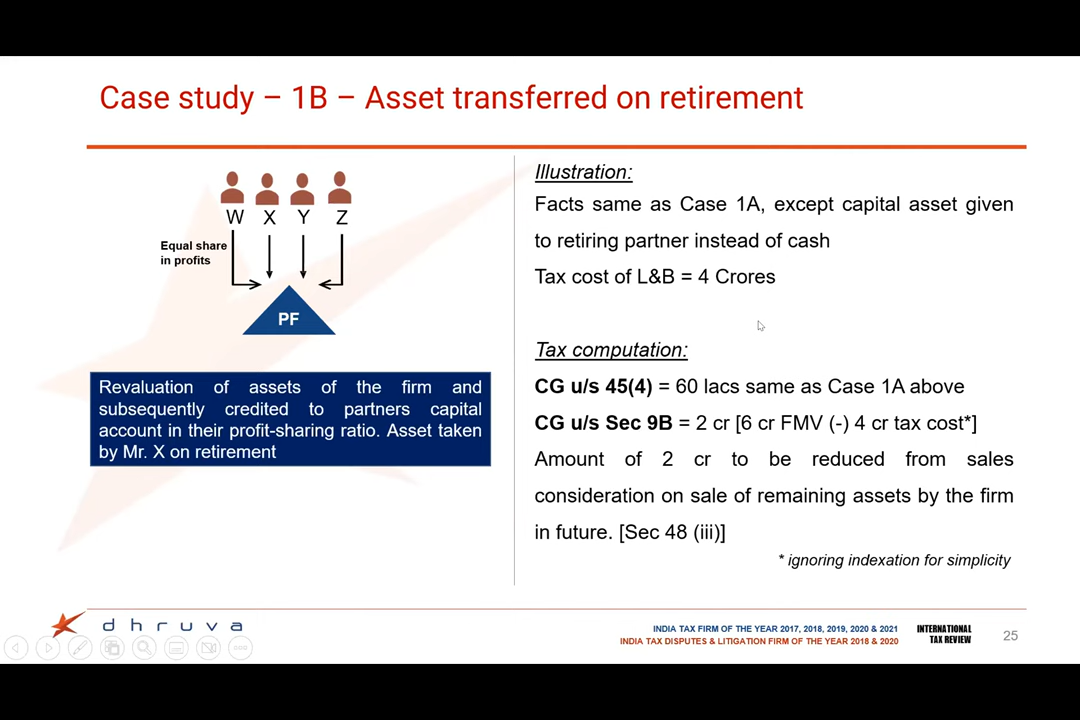 Case study – 1B – Asset transferred on retirement
W X Y Z
Equal share
in profits
PF
Revaluation of assets of the firm and
subsequently credited to partners capital
account in their profit-sharing ratio. Asset taken
by Mr. X on retirement
Illustration:
Facts same as Case 1A, except capital asset given
to retiring partner instead of cash
Tax cost of L&B = 4 Crores
Tax computation:
CG u/s 45(4) = 60 lacs same as Case 1A above
CG u/s Sec 9B = 2 cr [6 cr FMV (-) 4 cr tax cost*]
Amount of 2 cr to be reduced from sales
consideration on sale of remaining assets by the firm
in future. [Sec 48 (iii)]
* ignoring indexation for simplicity
dhruva
INDIA TAX FIRM OF THE YEAR 2017, 2018, 2019, 2020 & 2021
INDIA TAX DISPUTES & LITIGATION FIRM OF THE YEAR 2018 & 2020
INTERNATIONAL
TAX REVIEW
25